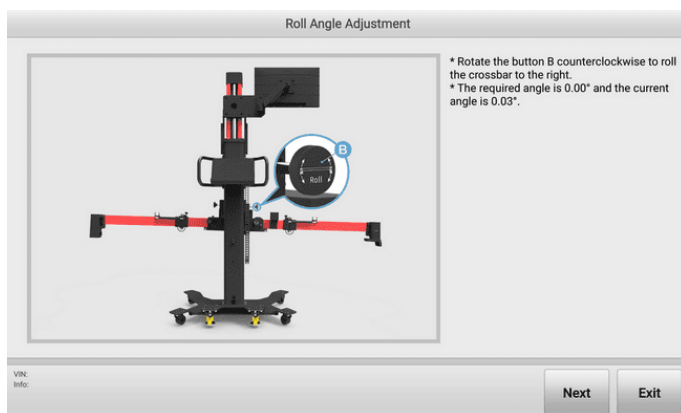 Roll Angle Adjustment
* Rotate the button B counterclockwise to roll
the crossbar to the right.
* The required angle is 0.00° and the current
angle is 0.03°.
B
Roll
VIN:
Info:
Next
Exit